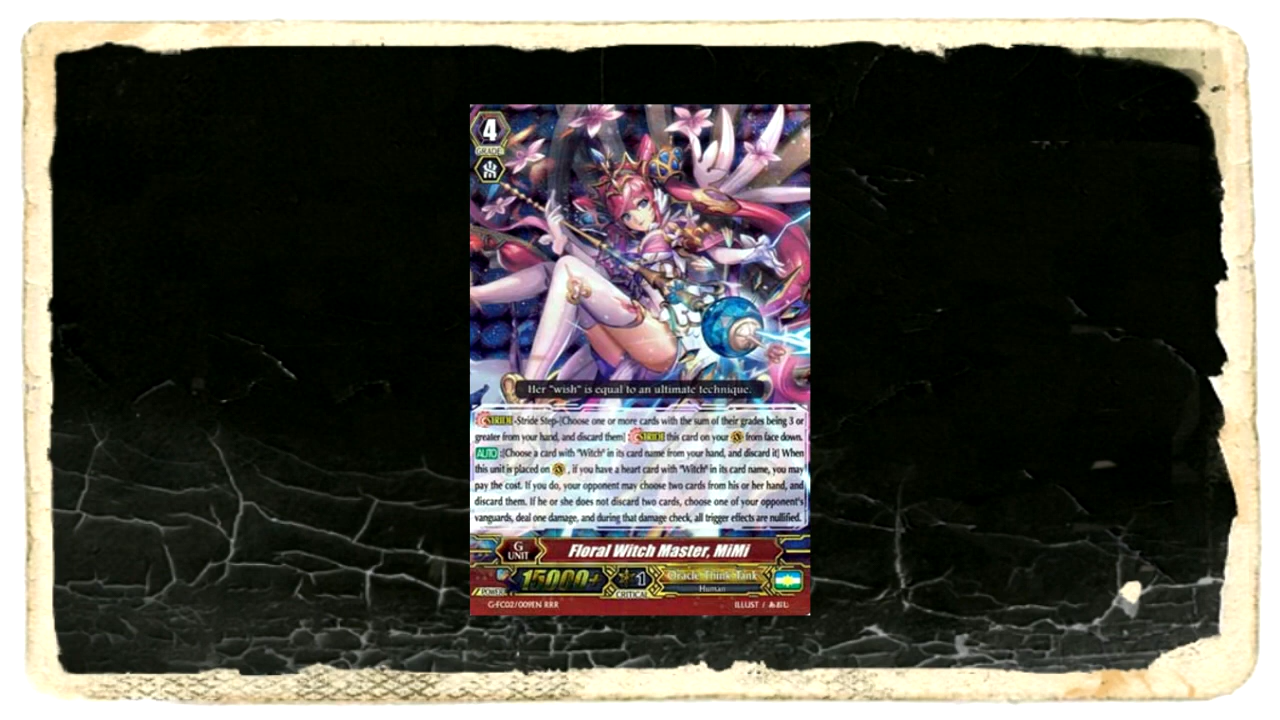 4
GRADE
Her "wish" is equal to an ultimate technique.
STRIDE -Stride Step-[Choose one or more cards with the sum of their grades being 3 or
greater from your hand, and discard them] : STRIDE this card on your from face down.
AUTO :[Choose a card with "Witch" in its card name from your hand, and discard it] When
this unit is placed on , if you have a heart card with "Witch" in its card name, you may
pay the cost. If you do, your opponent may choose two cards from his or her hand, and
discard them. If he or she does not discard two cards, choose one of your opponent's
vanguards, deal one damage, and during that damage check, all trigger effects are nullified.
G
UNIT
Floral Witch Master, MiMi
POWER 15000+ 1 CRITICAL
Oracle Think Tank
Human
G-FC02/009EN RRR
ILLUST / あおじ